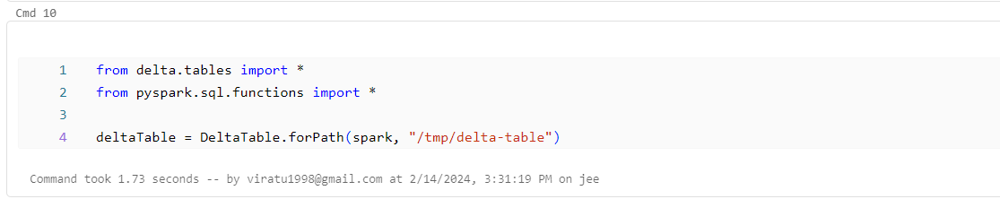 Cmd 10
1 from delta.tables import *
2 from pyspark.sql.functions import *
3
4 deltaTable = DeltaTable.forPath(spark, "/tmp/delta-table")
Command took 1.73 seconds -- by viratu1998@gmail.com at 2/14/2024, 3:31:19 PM on jee